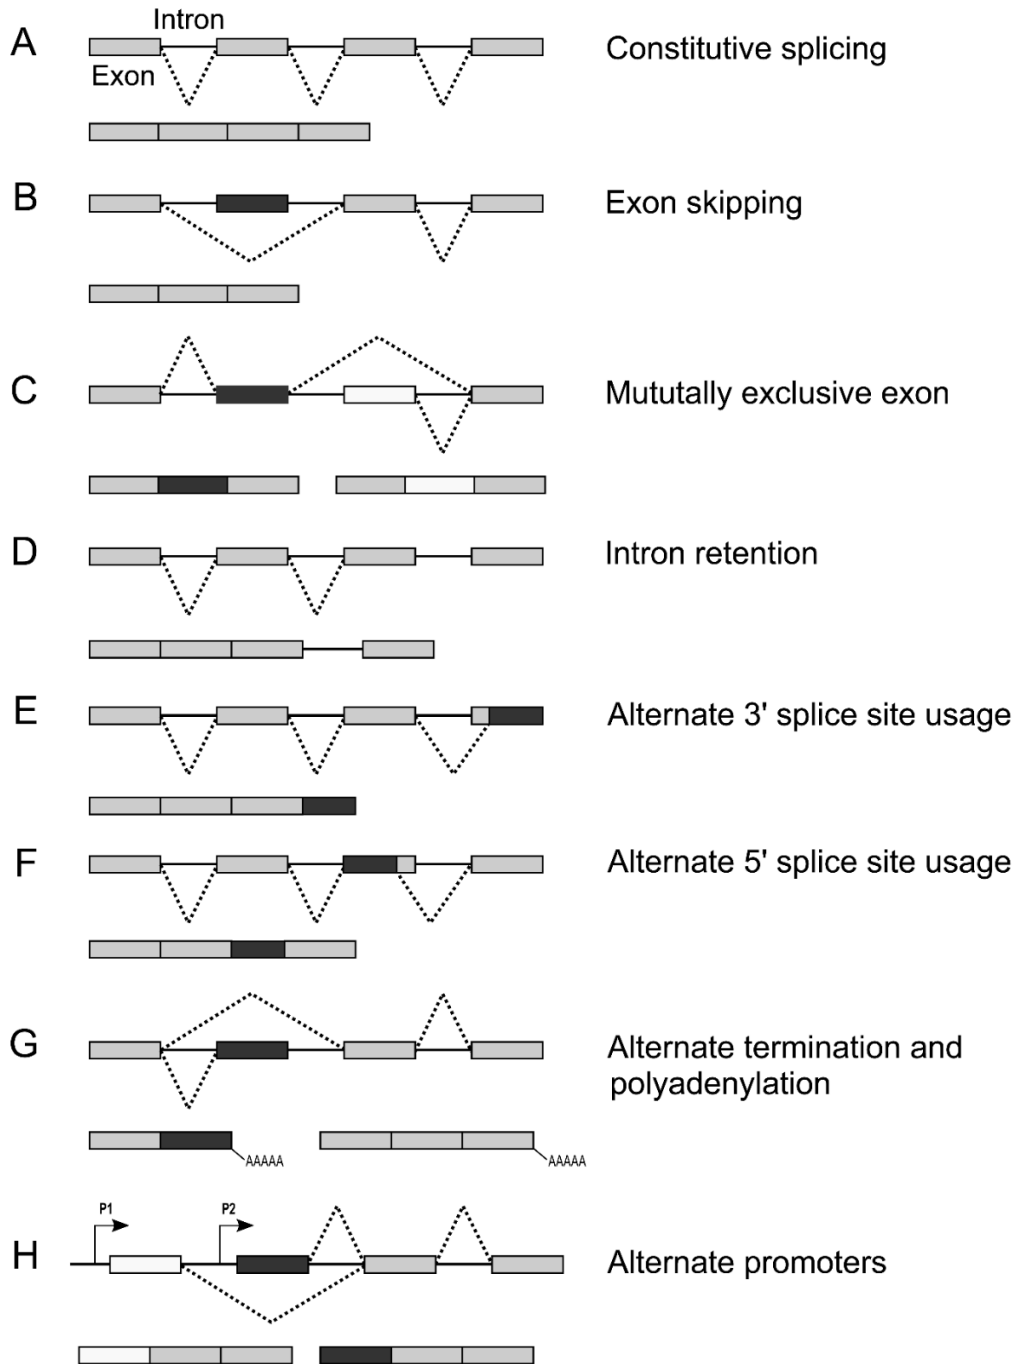 Intron
A
Constitutive splicing
Exon
B
Exon skipping
C
Mututally exclusive exon
D
Intron retention
E
Alternate 3' splice site usage
F
Alternate 5' splice site usage
G
Alternate termination and
polyadenylation
AAAAA
AAAAA
P1
P2
H
Alternate promoters